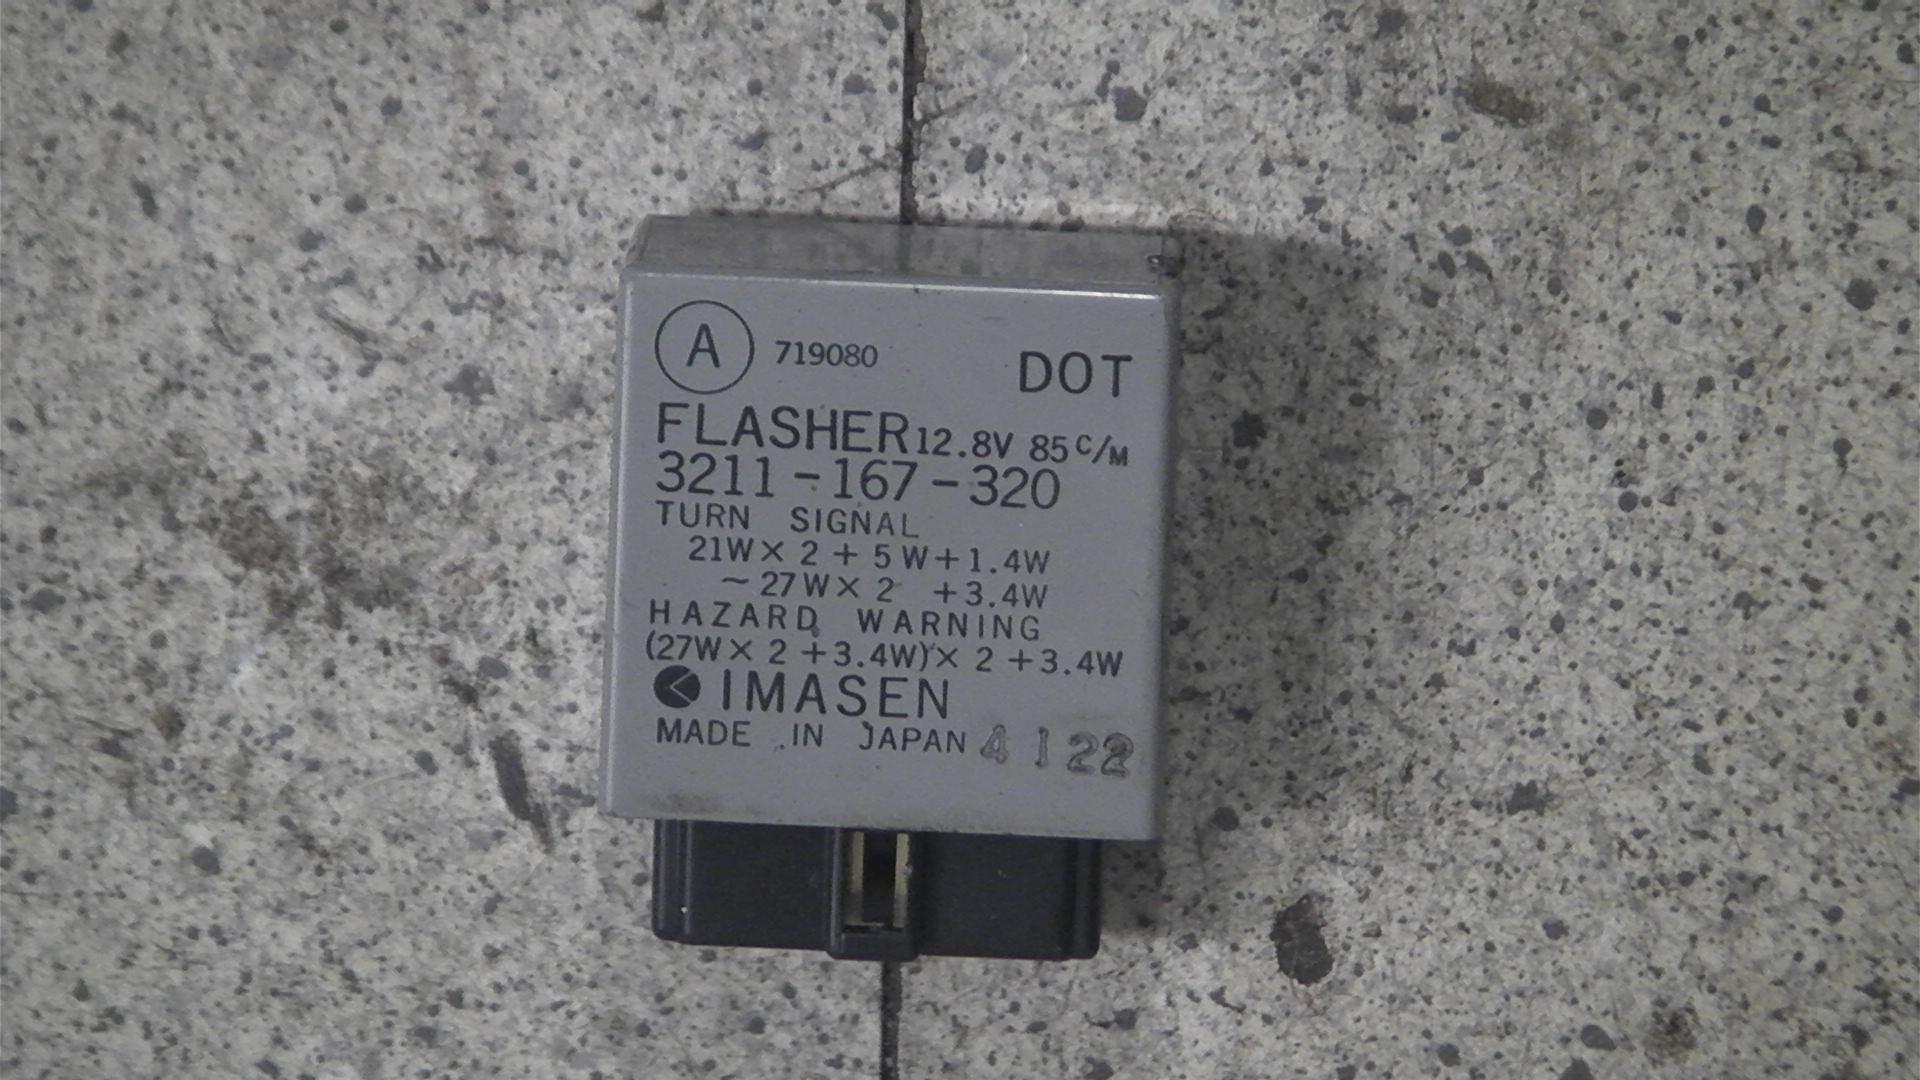 A 719080 DOT
FLASHER 12.8V 85 C/M
3211-167-320
TURN SIGNAL
21W×2+5W+1.4W
~27W×2 +3.4W
HAZARD WARNING
(27W×2+3.4W)×2+3.4W
IMASEN
MADE IN JAPAN 4122